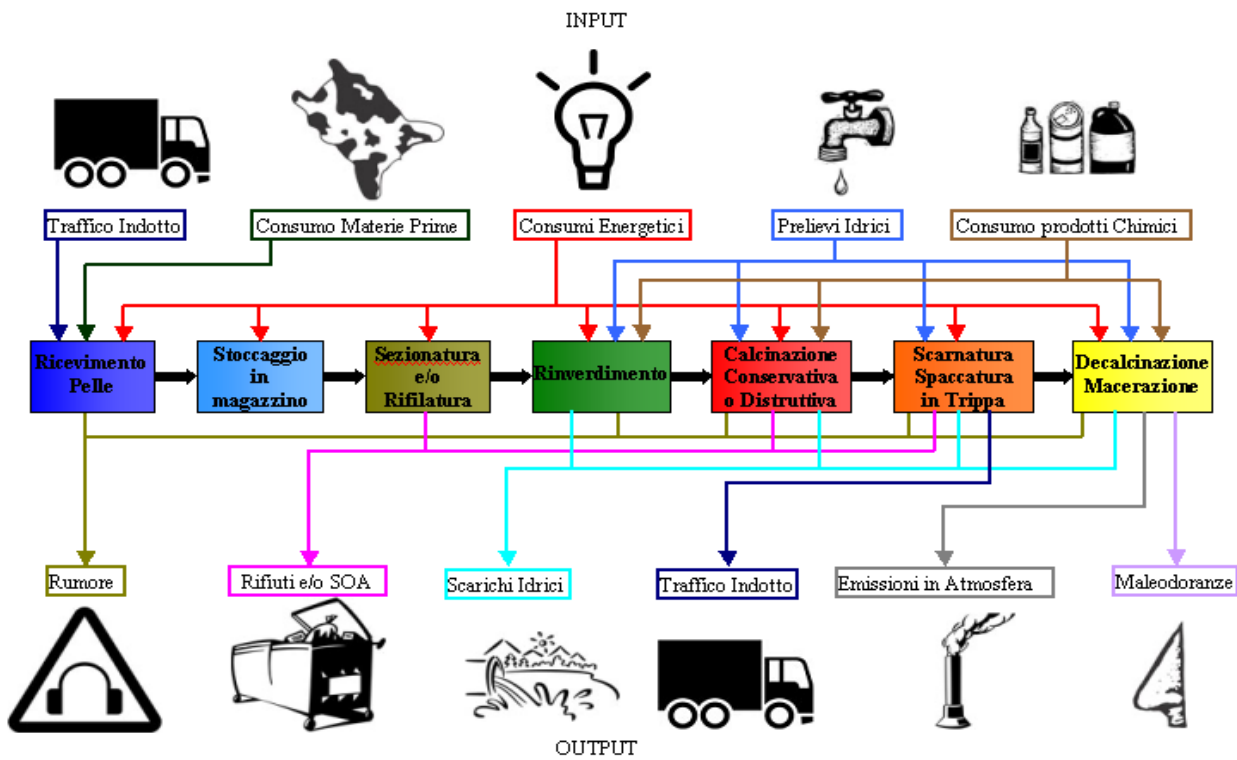 INPUT
Traffico Indotto
Consumo Materie Prime
Consumi Energetici
Prelievi Idrici
Consumo prodotti Chimici
Ricevimento
Pelle
Stoccaggio
in
magazzino
Sezionatura
e/o
Rifilatura
Rinverdimento
Calcinazione
Conservativa
o Distruttiva
Scarnatura
Spaccatura
in Trippa
Decalcinazione
Macerazione
Rumore
Rifiuti e/o SOA
Scarichi Idrici
Traffico Indotto
Emissioni in Atmosfera
Maleodoranze
OUTPUT